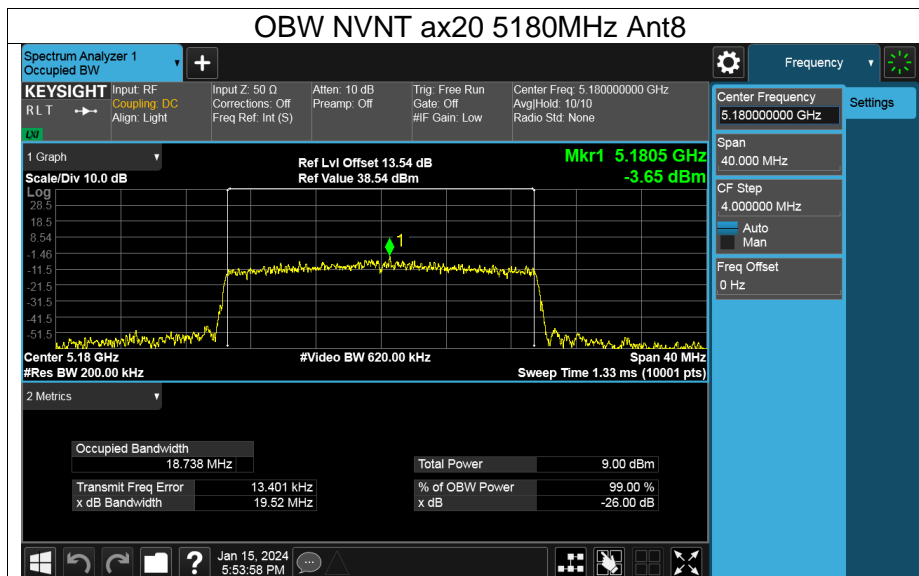 OBW NVNT ax20 5180MHz Ant8
Spectrum Analyzer 1
Occupied BW
+
Frequency
KEYSIGHT
RLT
LXI
Input: RF
Coupling: DC
Align: Light
Input Z: 50 Ω
Corrections: Off
Freq Ref: Int (S)
Atten: 10 dB
Preamp: Off
Trig: Free Run
Gate: Off
#IF Gain: Low
Center Freq: 5.180000000 GHz
Avg|Hold: 10/10
Radio Std: None
Center Frequency
5.180000000 GHz
Settings
Span
40.000 MHz
CF Step
4.000000 MHz
Auto
Man
Freq Offset
0 Hz
1 Graph
Scale/Div 10.0 dB
Ref Lvl Offset 13.54 dB
Ref Value 38.54 dBm
Mkr1 5.1805 GHz
-3.65 dBm
Log
28.5
18.5
8.54
-1.46
-11.5
-21.5
-31.5
-41.5
-51.5
1
Center 5.18 GHz
#Video BW 620.00 kHz
Span 40 MHz
#Res BW 200.00 kHz
Sweep Time 1.33 ms (10001 pts)
2 Metrics
Occupied Bandwidth
18.738 MHz
Total Power 9.00 dBm
Transmit Freq Error 13.401 kHz
% of OBW Power 99.00 %
x dB Bandwidth 19.52 MHz
x dB -26.00 dB
?
Jan 15, 2024
5:53:58 PM